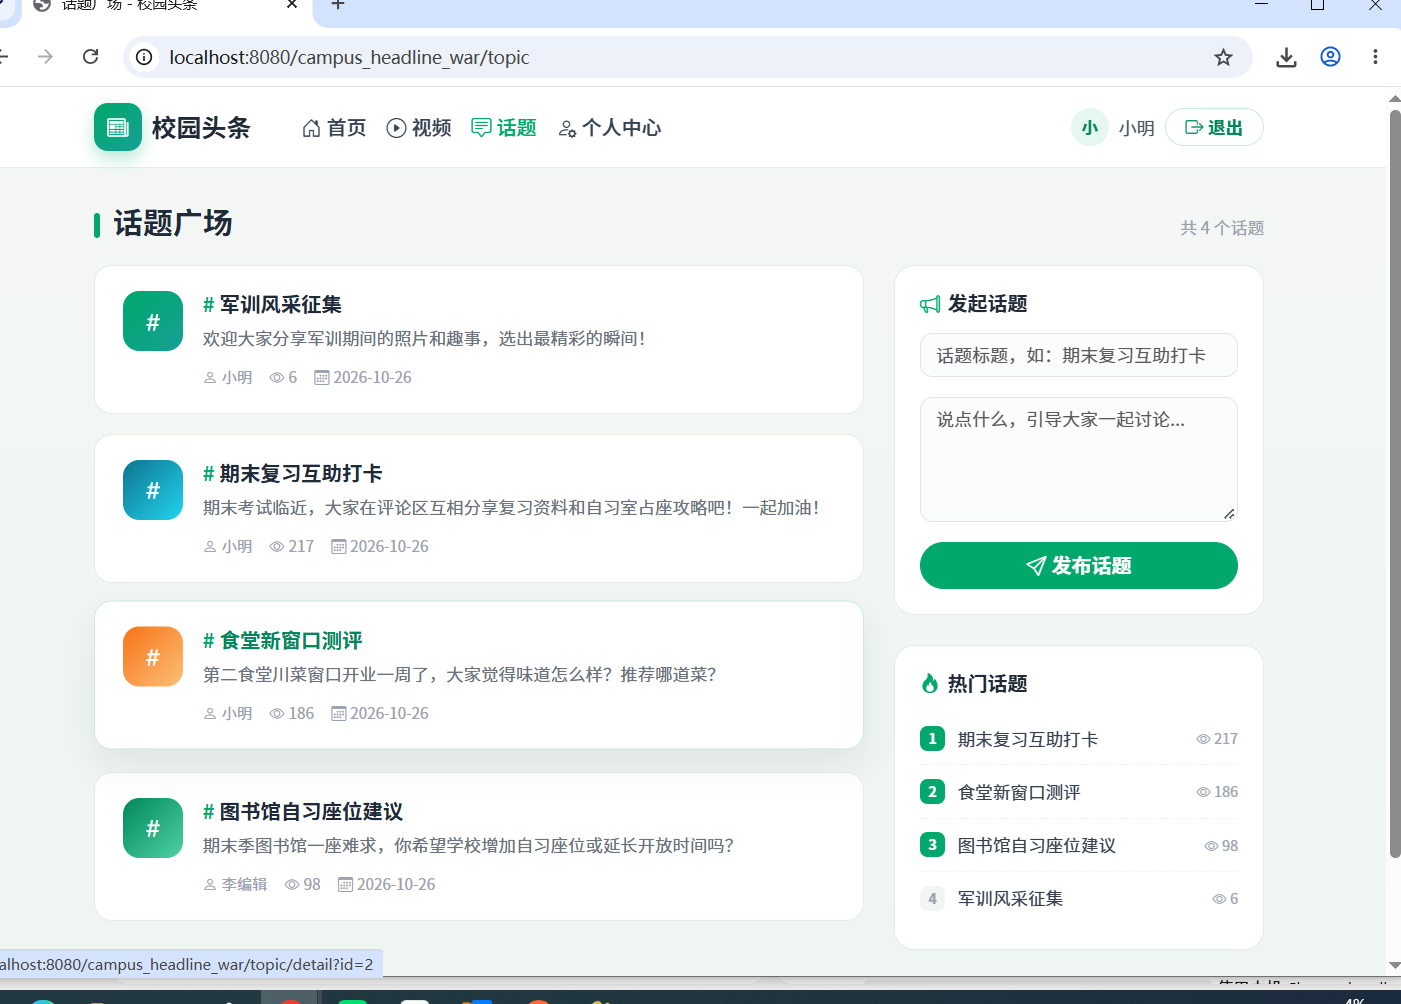 话题广场 - 校园头条
localhost:8080/campus_headline_war/topic
校园头条
首页 视频 话题 个人中心
小 小明 退出
话题广场
共 4 个话题
# # 军训风采征集
欢迎大家分享军训期间的照片和趣事，选出最精彩的瞬间！
小明 6 2026-10-26
# # 期末复习互助打卡
期末考试临近，大家在评论区互相分享复习资料和自习室占座攻略吧！一起加油！
小明 217 2026-10-26
# # 食堂新窗口测评
第二食堂川菜窗口开业一周了，大家觉得味道怎么样？推荐哪道菜？
小明 186 2026-10-26
# # 图书馆自习座位建议
期末季图书馆一座难求，你希望学校增加自习座位或延长开放时间吗？
李编辑 98 2026-10-26
发起话题
话题标题，如：期末复习互助打卡
说点什么，引导大家一起讨论...
发布话题
热门话题
1 期末复习互助打卡 217
2 食堂新窗口测评 186
3 图书馆自习座位建议 98
4 军训风采征集 6
alhost:8080/campus_headline_war/topic/detail?id=2